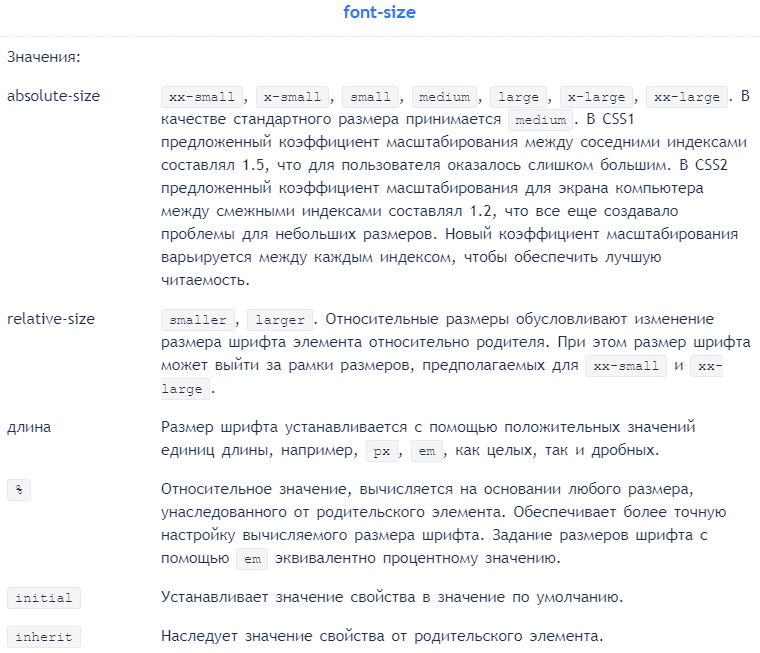 font-size
Значения:
absolute-size
xx-small, x-small, small, medium, large, x-large, xx-large. В
качестве стандартного размера принимается medium. В CSS1
предложенный коэффициент масштабирования между соседними индексами
составлял 1.5, что для пользователя оказалось слишком большим. В CSS2
предложенный коэффициент масштабирования для экрана компьютера
между смежными индексами составлял 1.2, что все еще создавало
проблемы для небольших размеров. Новый коэффициент масштабирования
варьируется между каждым индексом, чтобы обеспечить лучшую
читаемость.
relative-size
smaller, larger. Относительные размеры обусловливают изменение
размера шрифта элемента относительно родителя. При этом размер шрифта
может выйти за рамки размеров, предполагаемых для xx-small и xx-
large.
длина
Размер шрифта устанавливается с помощью положительных значений
единиц длины, например, px, em, как целых, так и дробных.
%
Относительное значение, вычисляется на основании любого размера,
унаследованного от родительского элемента. Обеспечивает более точную
настройку вычисляемого размера шрифта. Задание размеров шрифта с
помощью em эквивалентно процентному значению.
initial
Устанавливает значение свойства в значение по умолчанию.
inherit
Наследует значение свойства от родительского элемента.